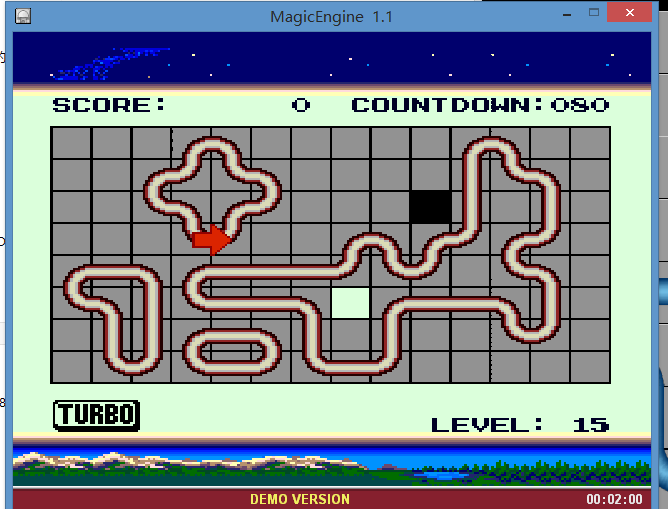 MagicEngine 1.1
SCORE: 0 COUNTDOWN:080
TURBO
LEVEL: 15
DEMO VERSION 00:02:00